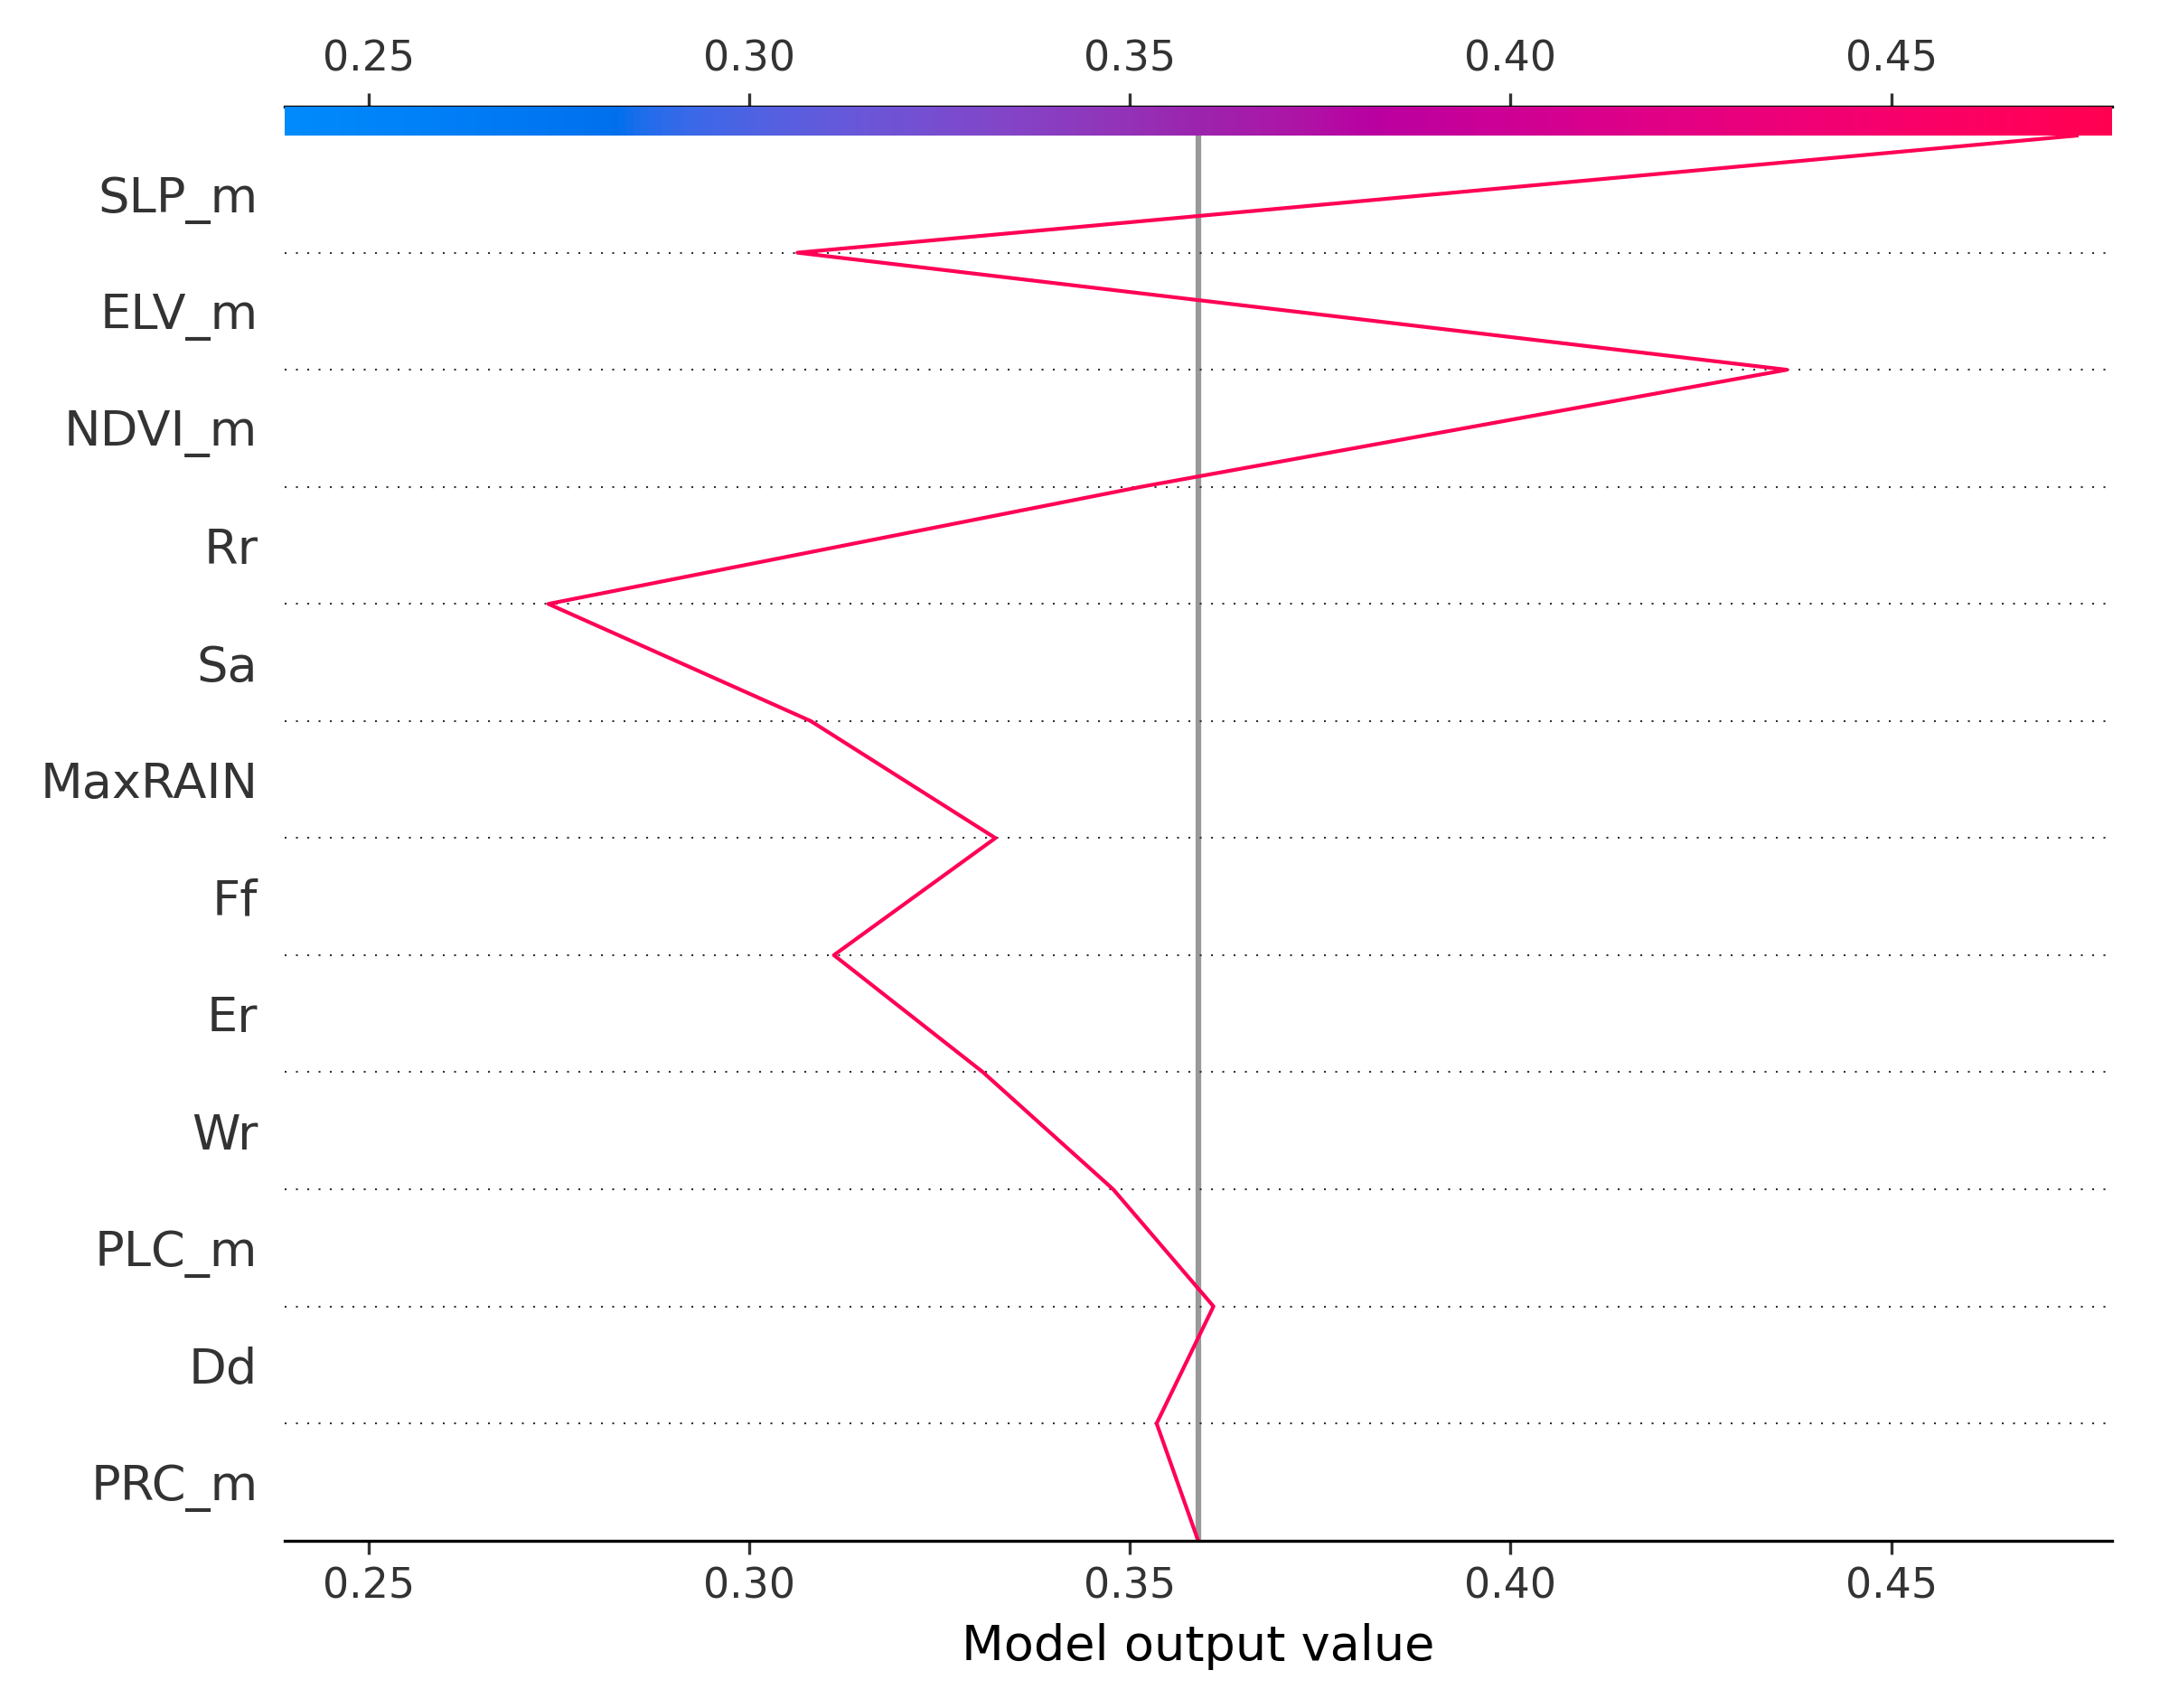 0.25 0.30 0.35 0.40 0.45
SLP_m
ELV_m
NDVI_m
Rr
Sa
MaxRAIN
Ff
Er
Wr
PLC_m
Dd
PRC_m
0.25 0.30 0.35 0.40 0.45
Model output value